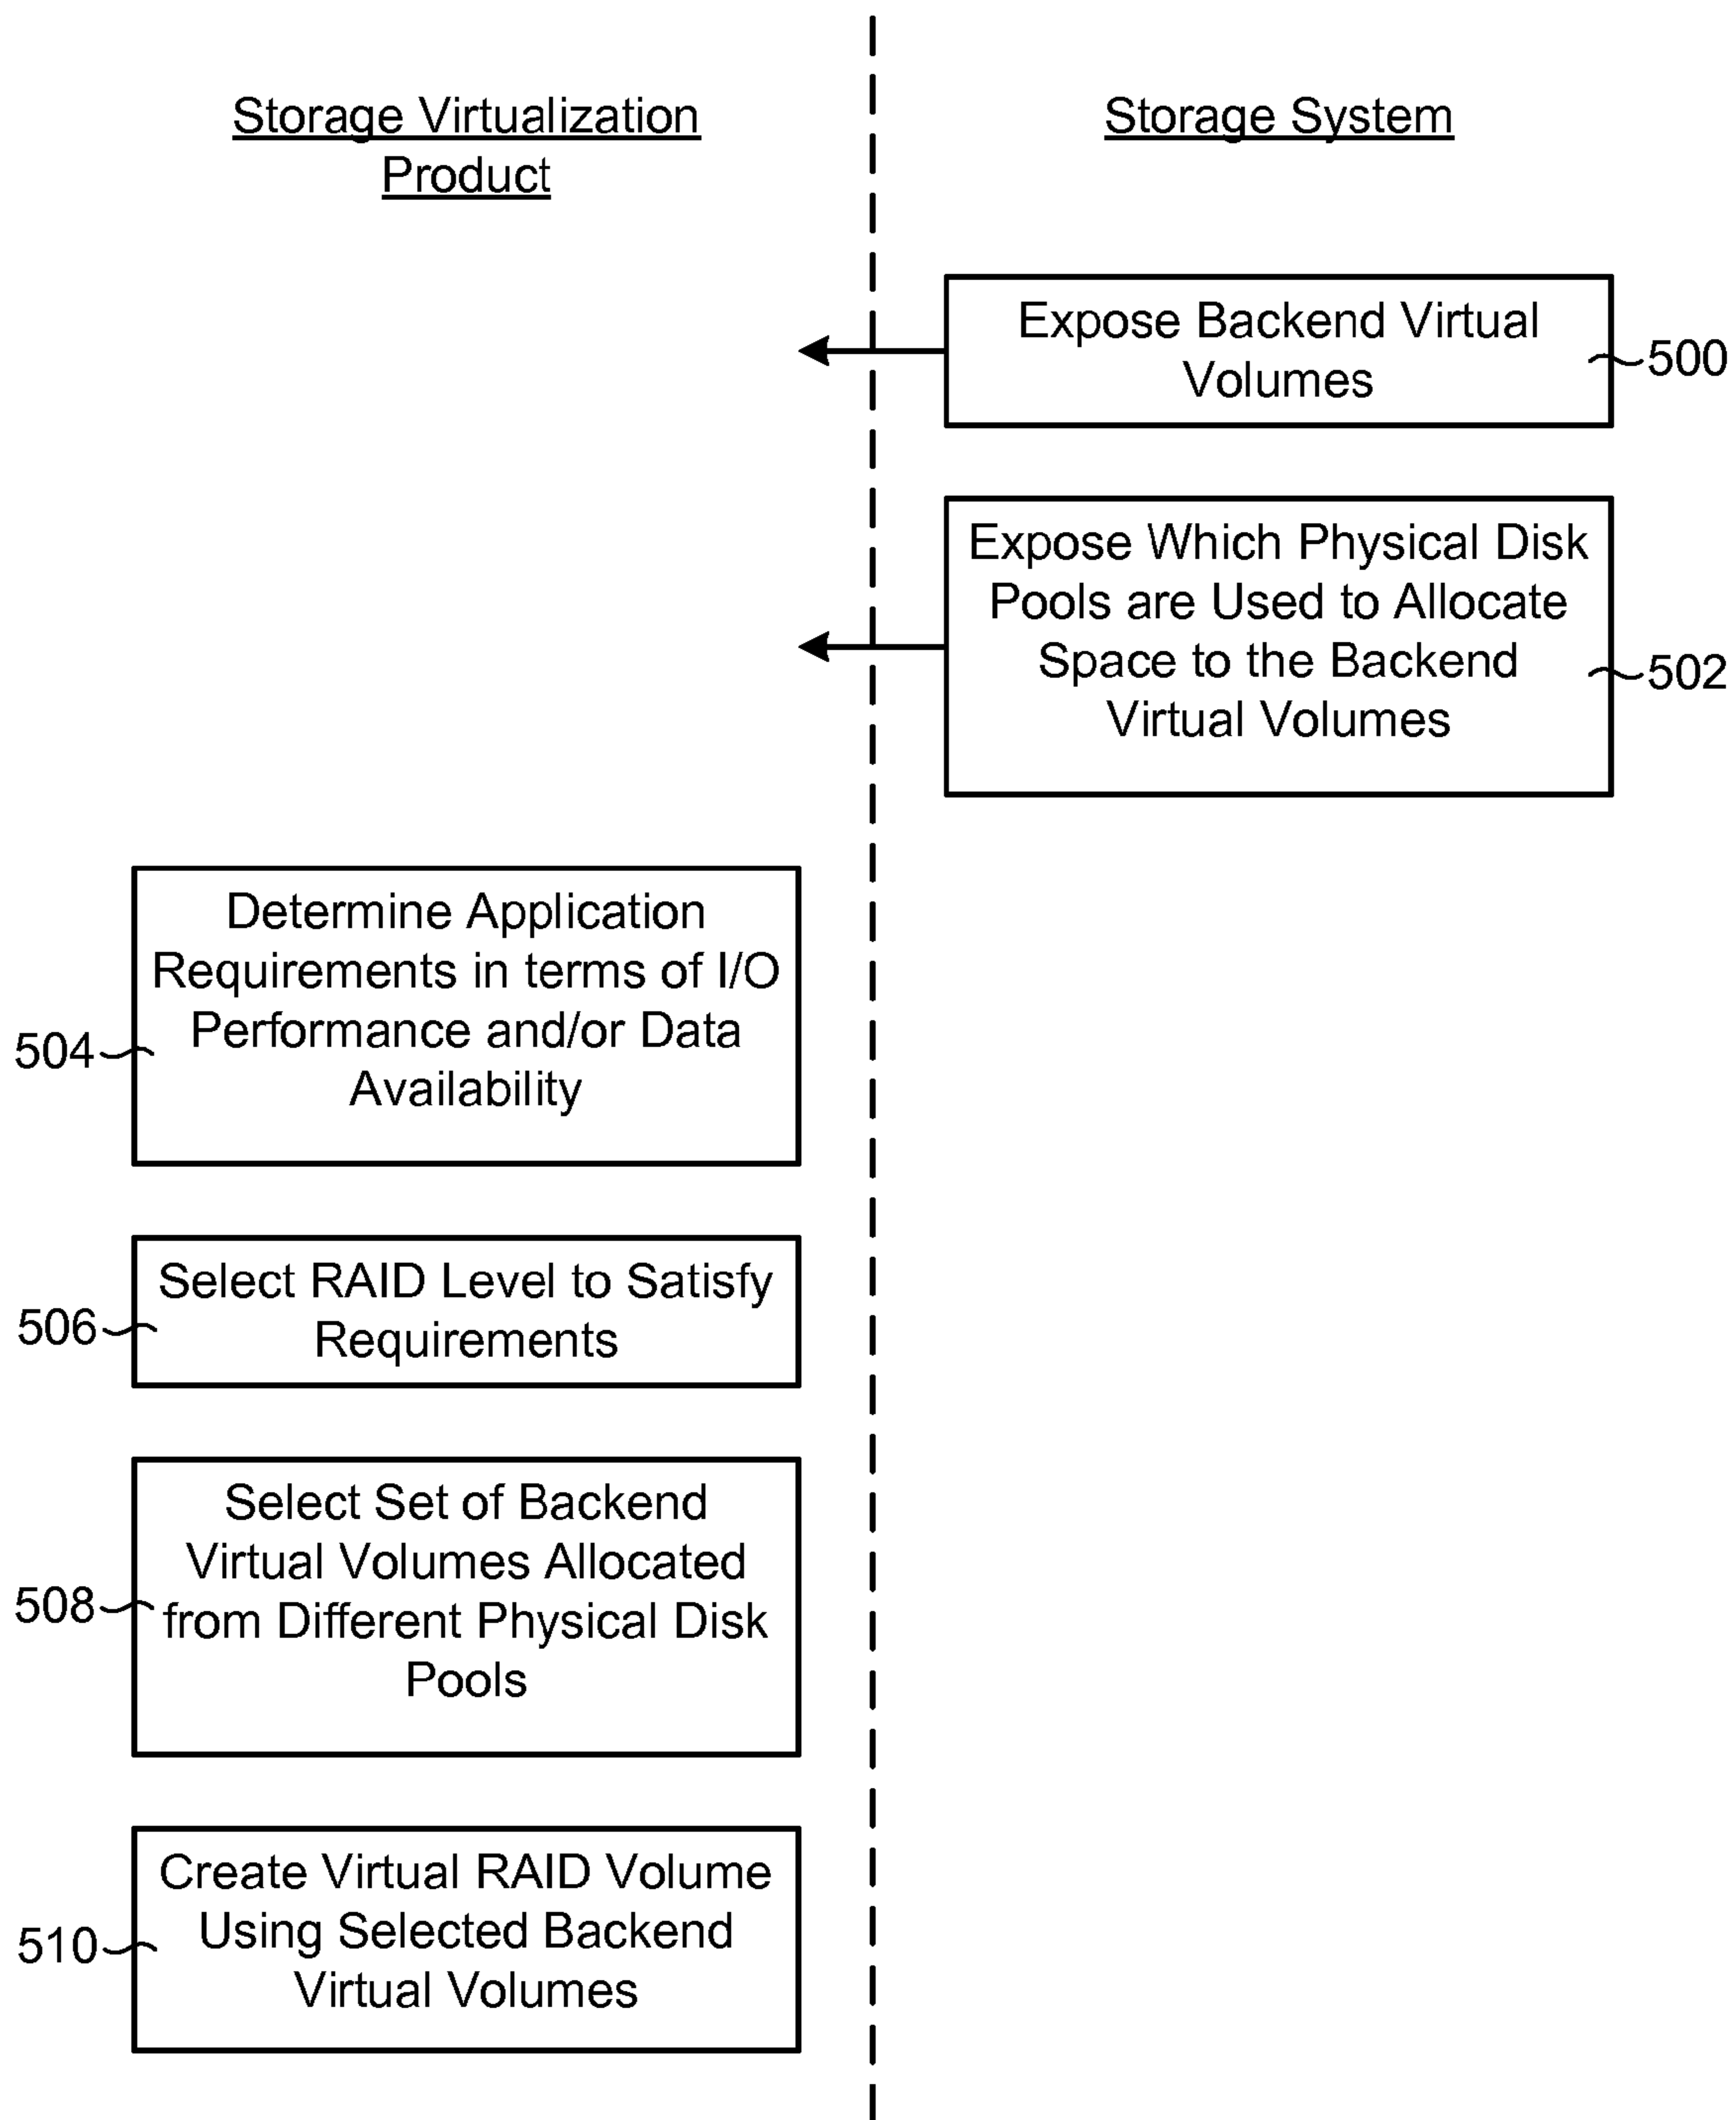 Storage Virtualization
Product
Storage System
Expose Backend Virtual
Volumes
500
Expose Which Physical Disk
Pools are Used to Allocate
Space to the Backend
Virtual Volumes
502
Determine Application
Requirements in terms of I/O
Performance and/or Data
Availability
504
Select RAID Level to Satisfy
Requirements
506
Select Set of Backend
Virtual Volumes Allocated
from Different Physical Disk
Pools
508
Create Virtual RAID Volume
Using Selected Backend
Virtual Volumes
510